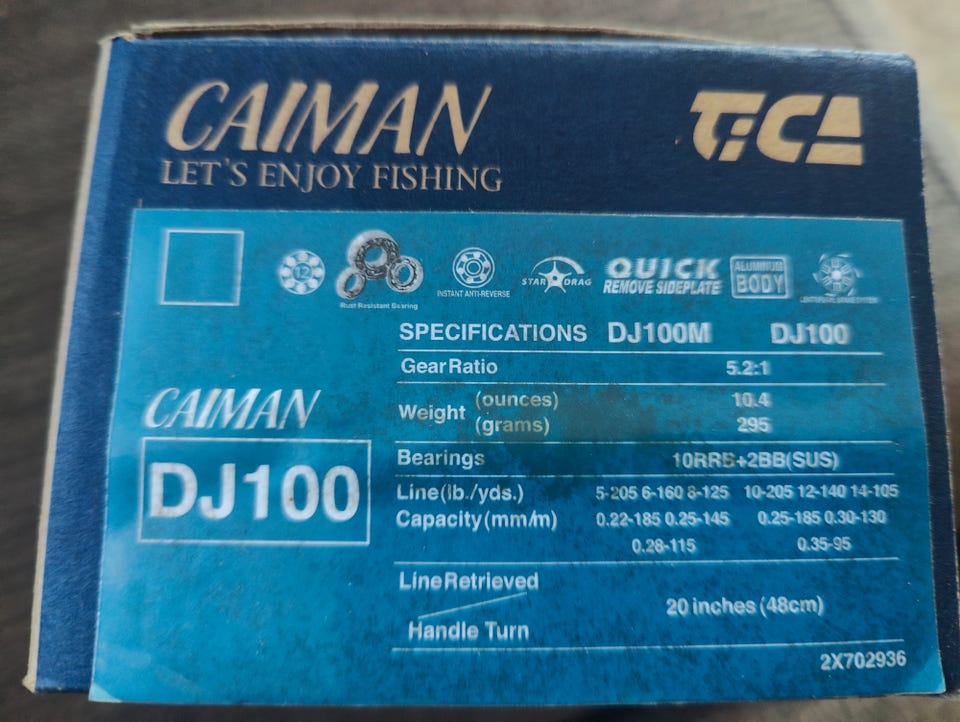 CAIMAN
TiCA
LET'S ENJOY FISHING
12
Rust Resistant Bearing
INSTANT ANTI-REVERSE
STAR DRAG
QUICK
REMOVE SIDEPLATE
ALUMINUM
BODY
SPECIFICATIONS DJ100M DJ100
Gear Ratio 5.2:1
Weight (ounces) 10.4
(grams) 295
CAIMAN
DJ100
Bearings 10RRB+2BB(SUS)
Line(lb./yds.) 5-205 6-160 8-125 10-205 12-140 14-105
Capacity(mm/m) 0.22-185 0.25-145 0.25-185 0.30-130
0.28-115 0.35-95
Line Retrieved
20 inches (48cm)
Handle Turn
2X702936